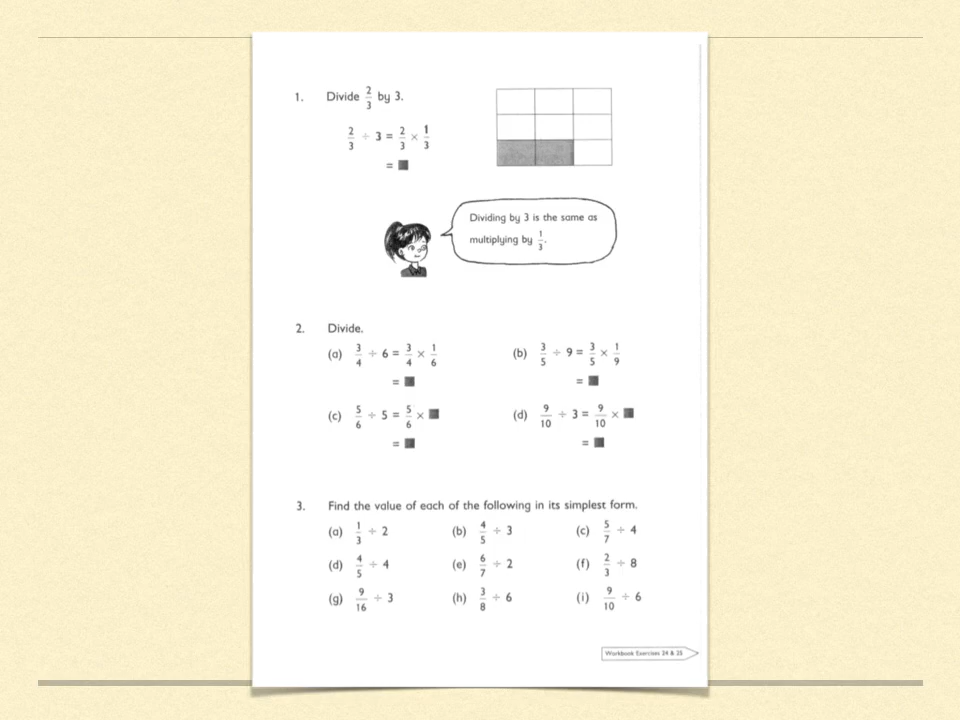 1. Divide 2/3 by 3.
2/3 ÷ 3 = 2/3 × 1/3
= ■
Dividing by 3 is the same as
multiplying by 1/3.
2. Divide.
(a) 3/4 ÷ 6 = 3/4 × 1/6
= ■
(b) 3/5 ÷ 9 = 3/5 × 1/9
= ■
(c) 5/6 ÷ 5 = 5/6 × ■
= ■
(d) 9/10 ÷ 3 = 9/10 × ■
= ■
3. Find the value of each of the following in its simplest form.
(a) 1/3 ÷ 2 (b) 4/5 ÷ 3 (c) 5/7 ÷ 4
(d) 4/5 ÷ 4 (e) 6/7 ÷ 2 (f) 2/3 ÷ 8
(g) 9/16 ÷ 3 (h) 3/8 ÷ 6 (i) 9/10 ÷ 6
Workbook Exercises 24 & 25